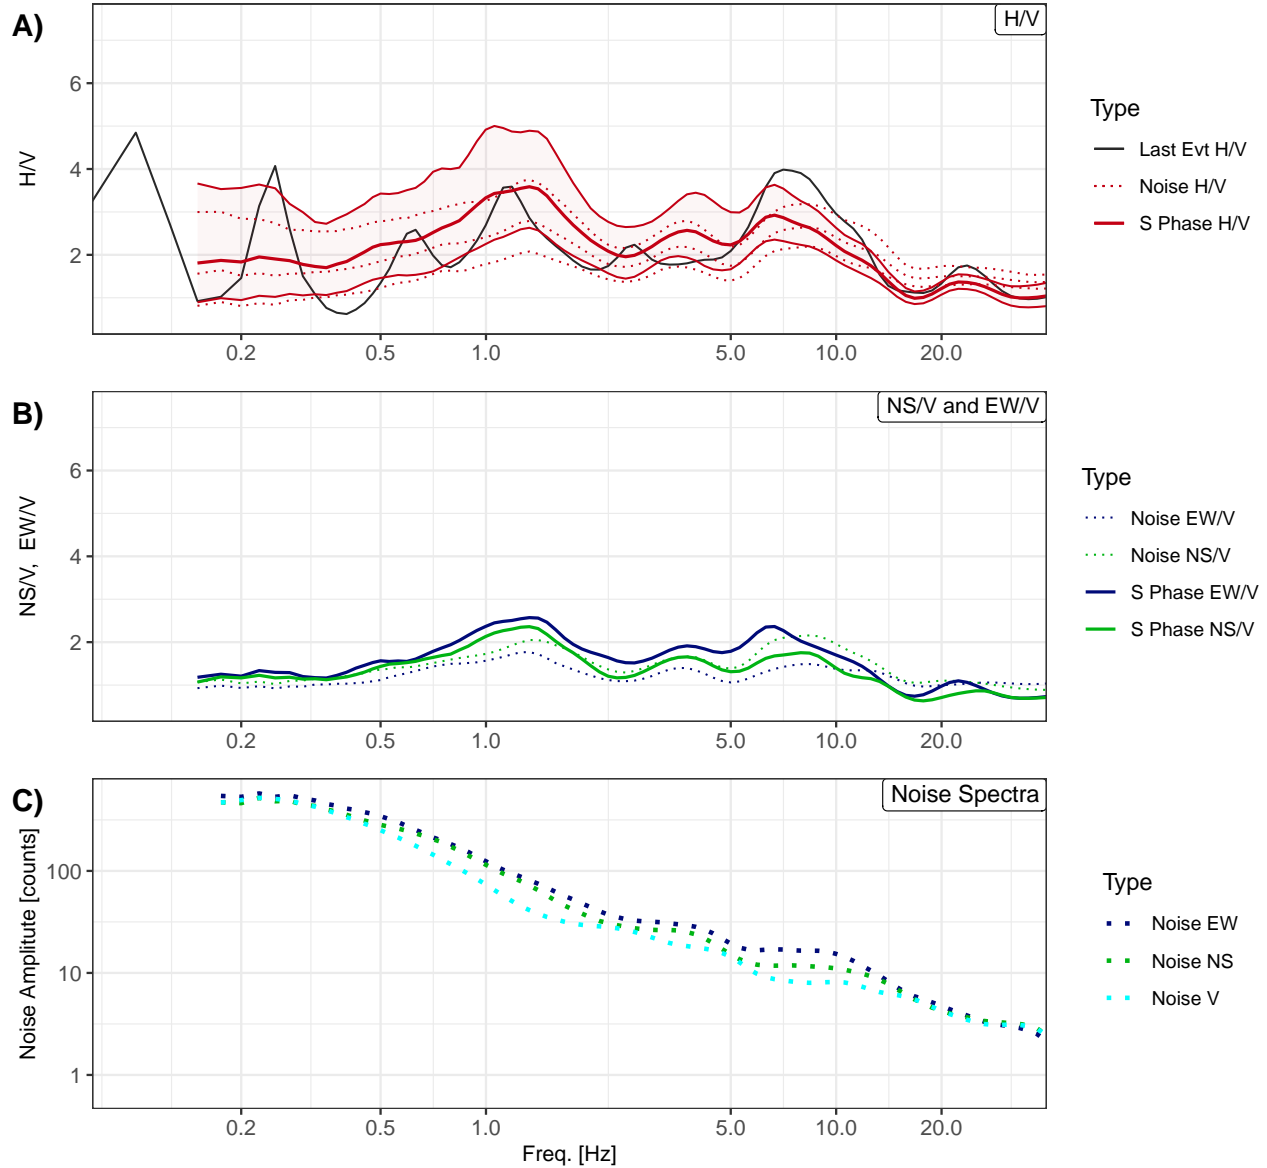 A)
H/V
H/V
2
4
6
0.2
0.5
1.0
5.0
10.0
20.0
Type
Last Evt H/V
Noise H/V
S Phase H/V
B)
NS/V and EW/V
NS/V,  EW/V
2
4
6
0.2
0.5
1.0
5.0
10.0
20.0
Type
Noise EW/V
Noise NS/V
S Phase EW/V
S Phase NS/V
C)
Noise Spectra
Noise Amplitute [counts]
1
10
100
0.2
0.5
1.0
5.0
10.0
20.0
Freq. [Hz]
Type
Noise EW
Noise NS
Noise V